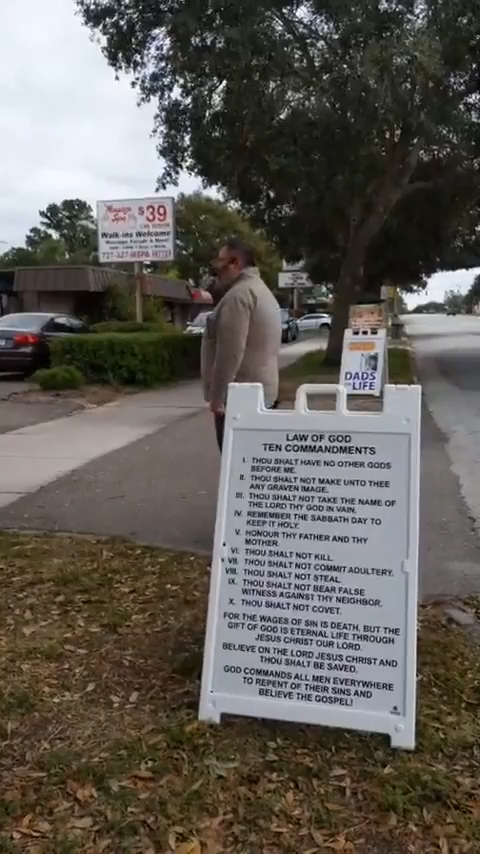 $39
Walk-ins Welcome
LAW OF GOD
TEN COMMANDMENTS
I. THOU SHALT HAVE NO OTHER GODS
BEFORE ME.
II. THOU SHALT NOT MAKE UNTO THEE
ANY GRAVEN IMAGE.
III. THOU SHALT NOT TAKE THE NAME OF
THE LORD THY GOD IN VAIN.
IV. REMEMBER THE SABBATH DAY TO
KEEP IT HOLY.
V. HONOUR THY FATHER AND THY
MOTHER.
VI. THOU SHALT NOT KILL.
VII. THOU SHALT NOT COMMIT ADULTERY.
VIII. THOU SHALT NOT STEAL.
IX. THOU SHALT NOT BEAR FALSE
WITNESS AGAINST THY NEIGHBOR.
X. THOU SHALT NOT COVET.
FOR THE WAGES OF SIN IS DEATH, BUT THE
GIFT OF GOD IS ETERNAL LIFE THROUGH
JESUS CHRIST OUR LORD.
BELIEVE ON THE LORD JESUS CHRIST AND
THOU SHALT BE SAVED.
GOD COMMANDS ALL MEN EVERYWHERE
TO REPENT OF THEIR SINS AND
BELIEVE THE GOSPEL!
DADS
LIFE